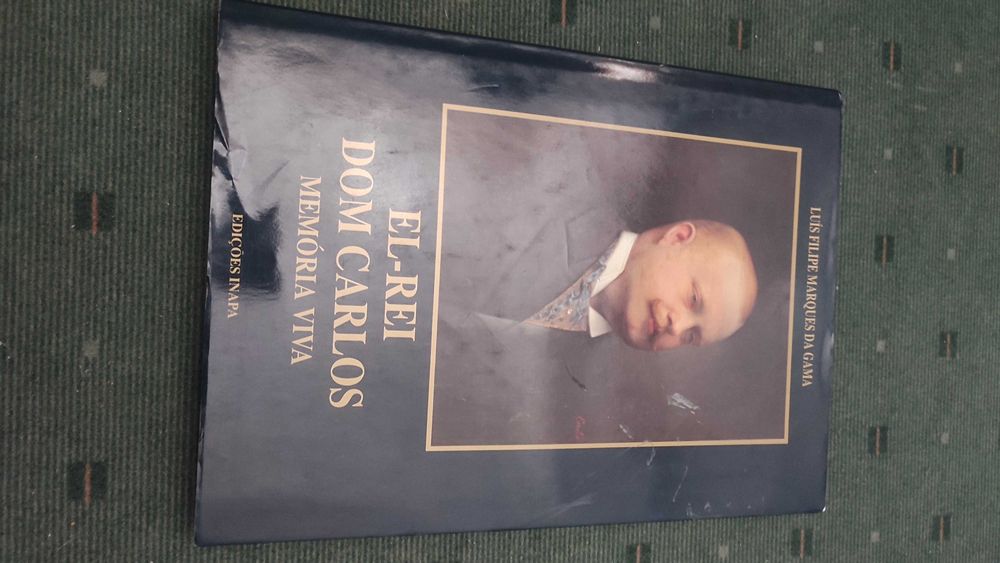 LUÍS FILIPE MARQUES DA GAMA
EL-REI
DOM CARLOS
MEMÓRIA VIVA
EDIÇÕES INAPA